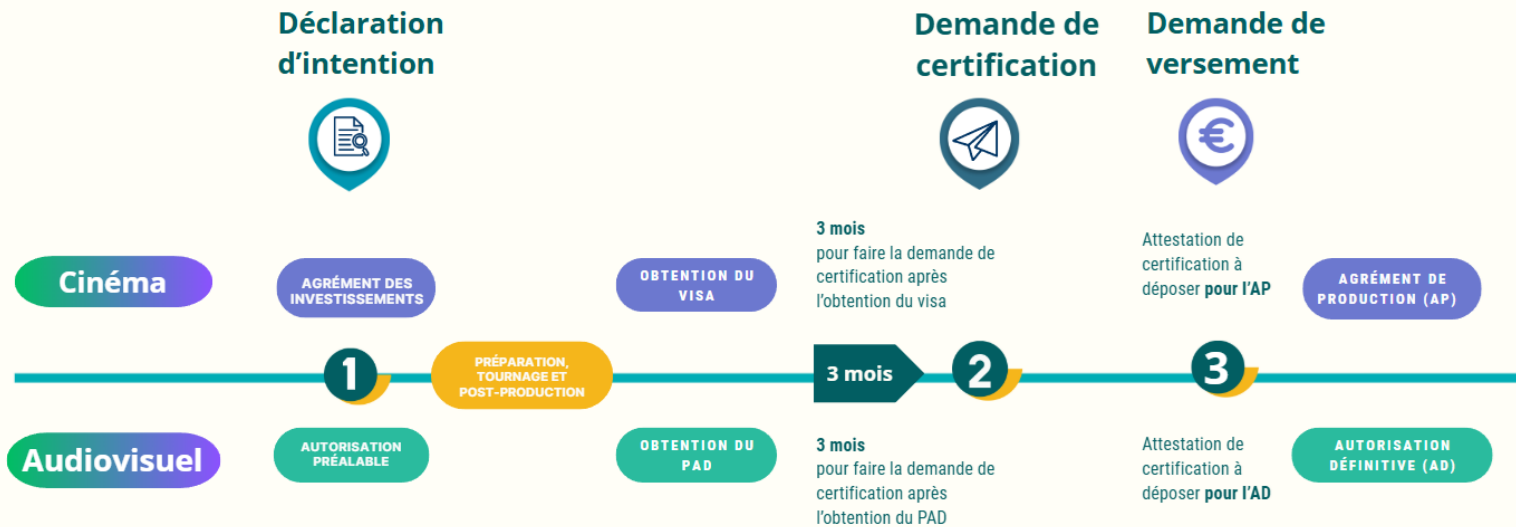 Déclaration
d'intention
Demande de
certification
Demande de
versement
€
Cinéma
AGRÉMENT DES
INVESTISSEMENTS
OBTENTION DU
VISA
3 mois
pour faire la demande de
certification après
l'obtention du visa
Attestation de
certification à
déposer pour l'AP
AGRÉMENT DE
PRODUCTION (AP)
1
PRÉPARATION,
TOURNAGE ET
POST-PRODUCTION
3 mois
2
3
Audiovisuel
AUTORISATION
PRÉALABLE
OBTENTION DU
PAD
3 mois
pour faire la demande de
certification après
l'obtention du PAD
Attestation de
certification à
déposer pour l'AD
AUTORISATION
DÉFINITIVE (AD)